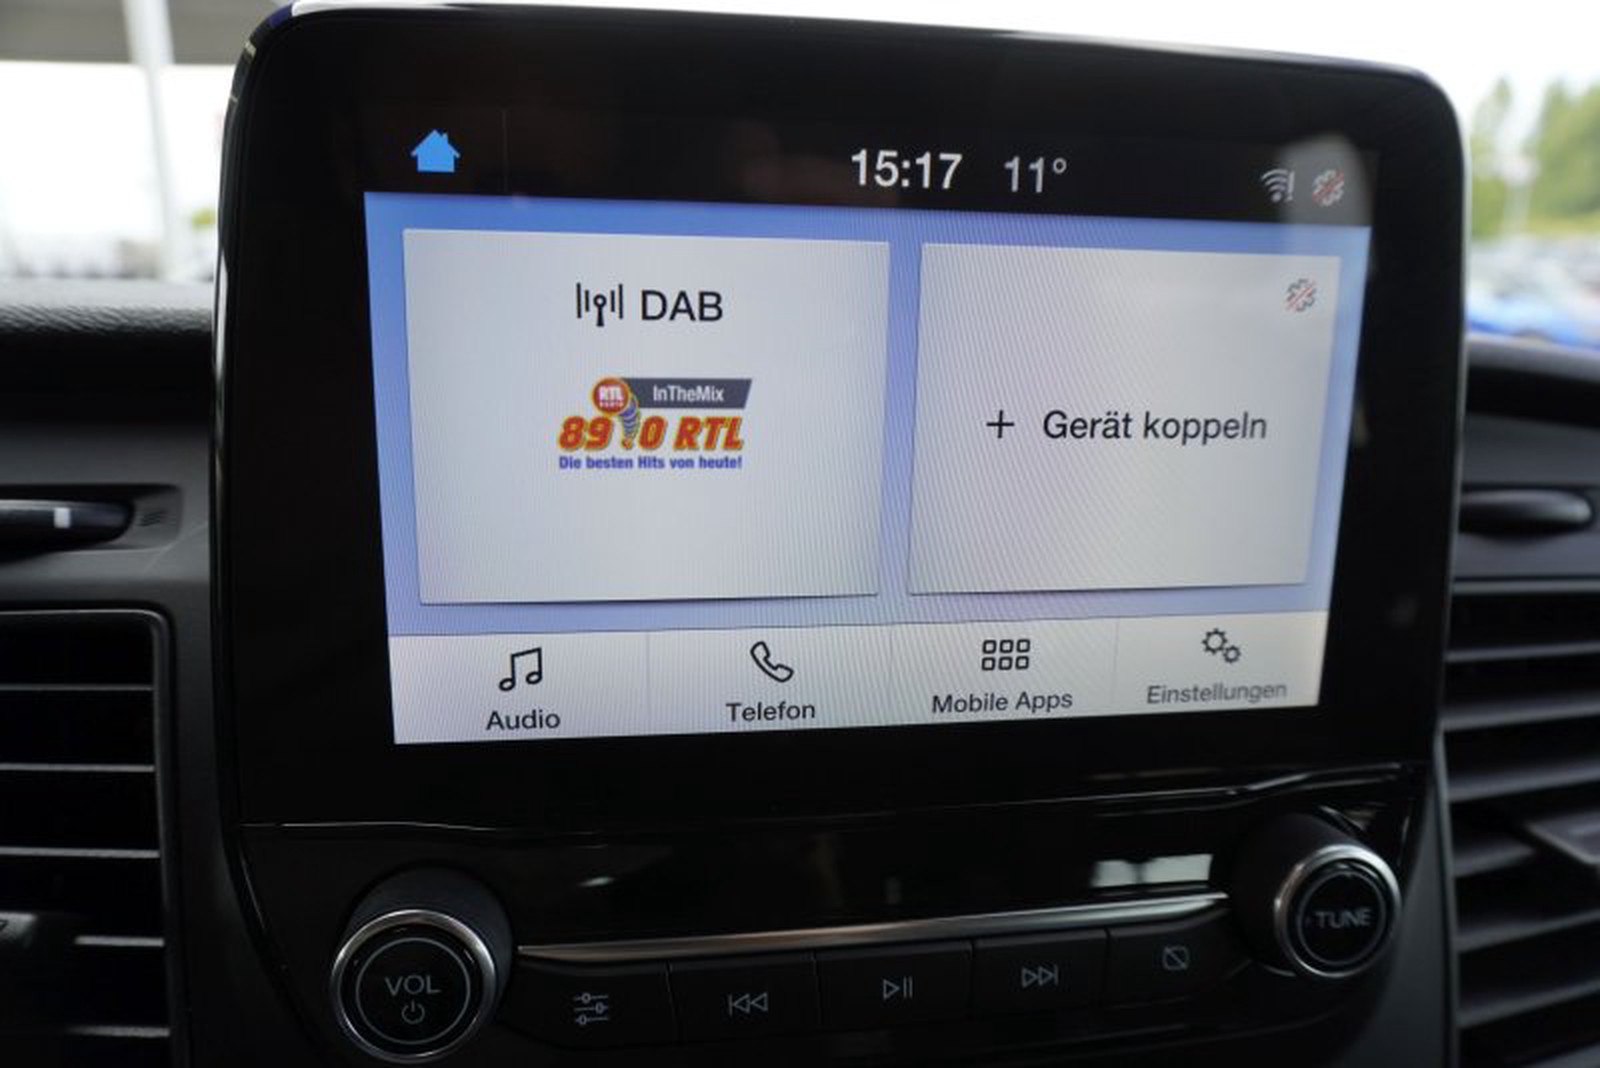 15:17 11°
DAB
RTL
RADIO
InTheMix
89.0 RTL
Die besten Hits von heute!
+ Gerät koppeln
Audio
Telefon
Mobile Apps
Einstellungen
VOL
TUNE